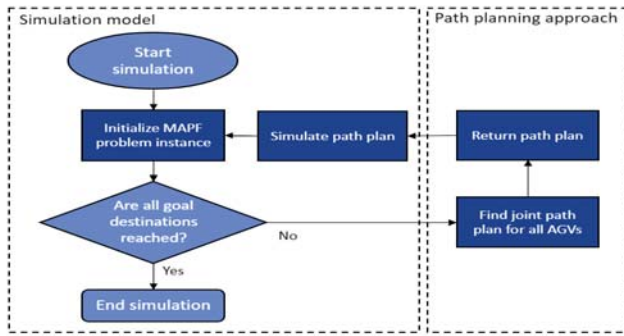 Simulation model
Path planning approach
Start
simulation
Initialize MAPF
problem instance
Simulate path plan
Return path plan
Are all goal
destinations
reached?
No
Find joint path
plan for all AGVs
Yes
End simulation